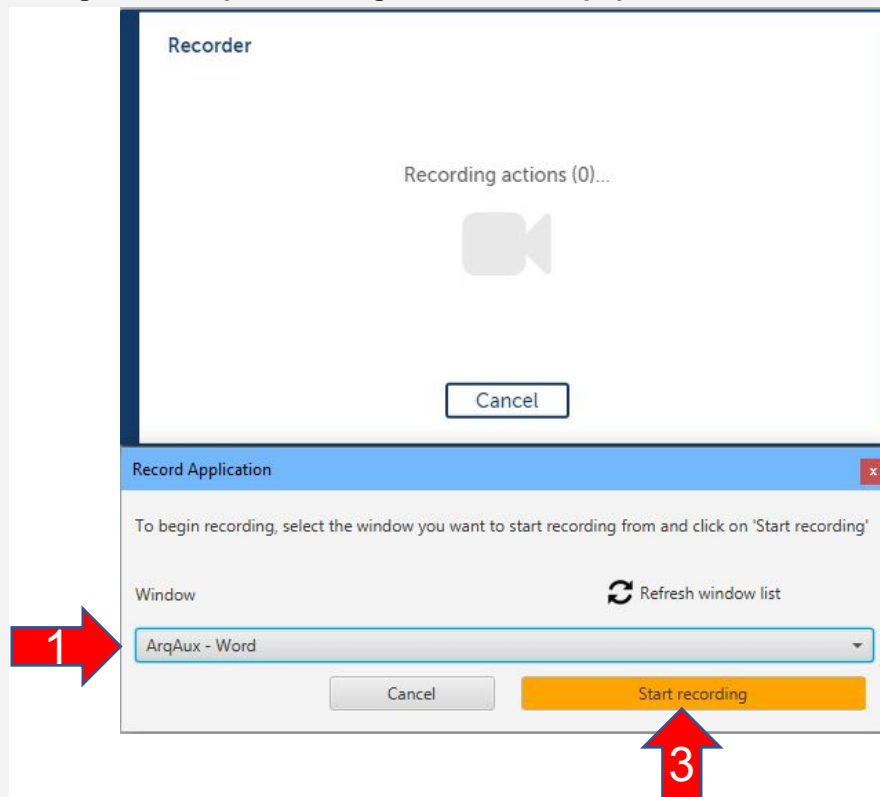 Recorder
Recording actions (0)...
Cancel
Record Application
x
To begin recording, select the window you want to start recording from and click on 'Start recording'
Window
Refresh window list
1
ArqAux - Word
Cancel
Start recording
3